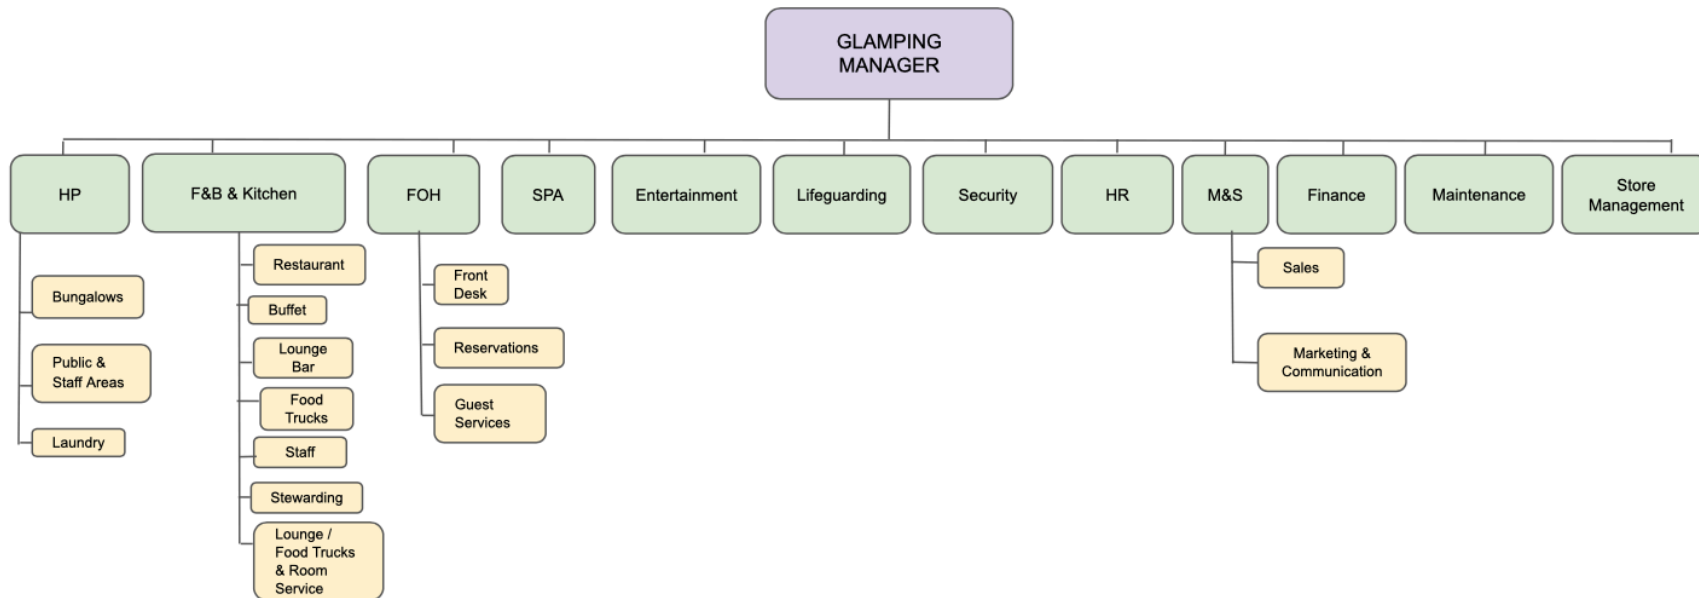 GLAMPING
MANAGER
HP
F&B & Kitchen
FOH
SPA
Entertainment
Lifeguarding
Security
HR
M&S
Finance
Maintenance
Store
Management
Bungalows
Public &
Staff Areas
Laundry
Restaurant
Buffet
Lounge
Bar
Food
Trucks
Staff
Stewarding
Lounge /
Food Trucks
& Room
Service
Front
Desk
Reservations
Guest
Services
Sales
Marketing &
Communication